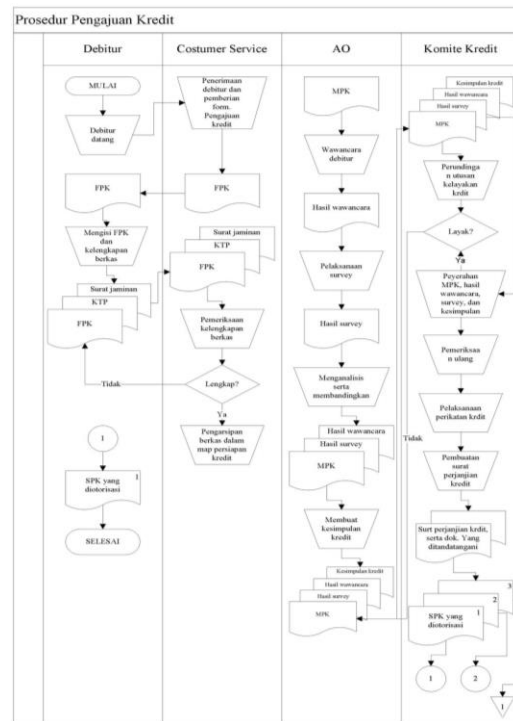 Prosedur Pengajuan Kredit
Debitur
Costumer Service
AO
Komite Kredit
MULAI
Debitur
datang
FPK
Mengisi FPK
dan
kelengkapan
berkas
Surat jaminan
KTP
FPK
Tidak
1
SPK yang
diotorisasi
1
SELESAI
Penerimaan
debitur dan
pemberian
form.
Pengajuan
kredit
FPK
Surat jaminan
KTP
FPK
Pemeriksaan
kelengkapan
berkas
Lengkap?
Ya
Pengarsipan
berkas dalam
map persiapan
kredit
MPK
Wawancara
debitur
Hasil wawancara
Pelaksanaan
survey
Hasil survey
Menganalisis
serta
membandingkan
Hasil wawancara
Hasil survey
MPK
Membuat
kesimpulan
kredit
Kesimpulan kredit
Hasil wawancara
Hasil survey
MPK
Kesimpulan kredit
Hasil wawancara
Hasil survey
MPK
Perundinga
n utusan
kelayakan
krdit
Layak?
Ya
Tidak
Peyerahan
MPK, hasil
wawancara,
survey, dan
kesimpulan
Pemeriksaa
n ulang
Pelaksanaan
perikatan krdit
Pembuatan
surat
perjanjian
kredit
Surt perjanjian krdit,
serta dok. Yang
ditandatangani
3
2
1
SPK yang
diotorisasi
1
2
1